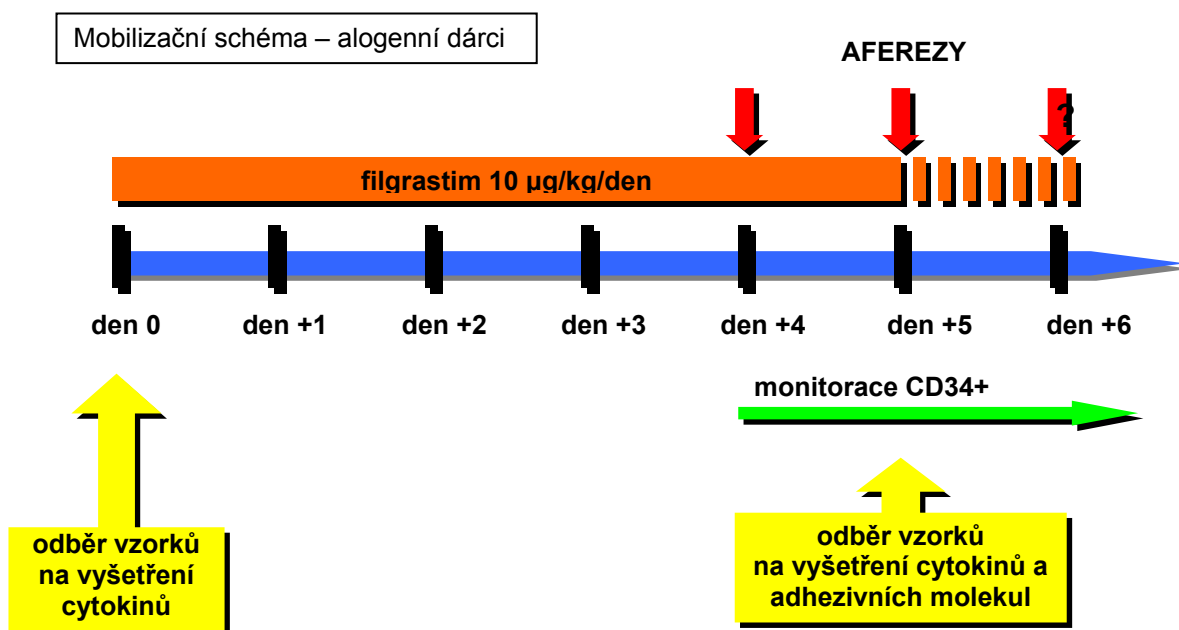 Mobilizační schéma – alogenní dárci
AFEREZY
?
filgrastim 10 µg/kg/den
den 0 den +1 den +2 den +3 den +4 den +5 den +6
monitorace CD34+
odběr vzorků
na vyšetření
cytokinů
odběr vzorků
na vyšetření cytokinů a
adhezivních molekul